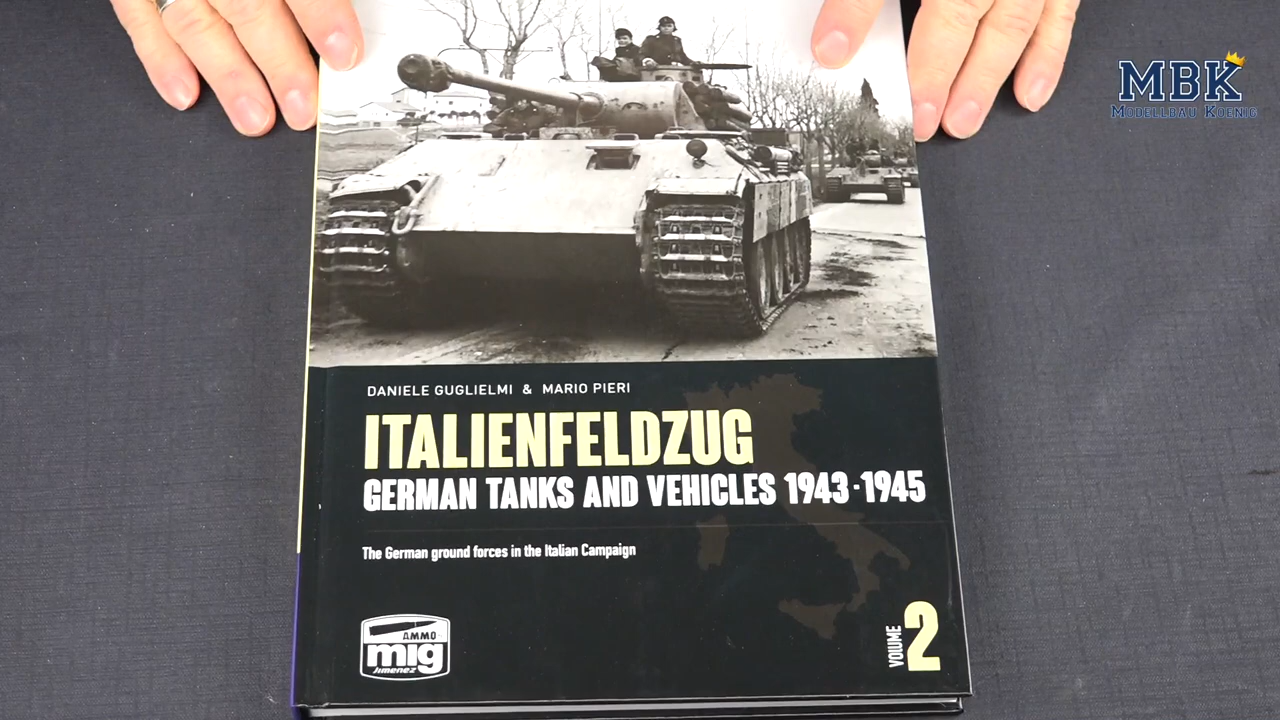 MBK
MODELLBAU KOENIG
DANIELE GUGLIELMI & MARIO PIERI
ITALIENFELDZUG
GERMAN TANKS AND VEHICLES 1943-1945
The German ground forces in the Italian Campaign
AMMO
mig
JIMENEZ
VOLUME 2